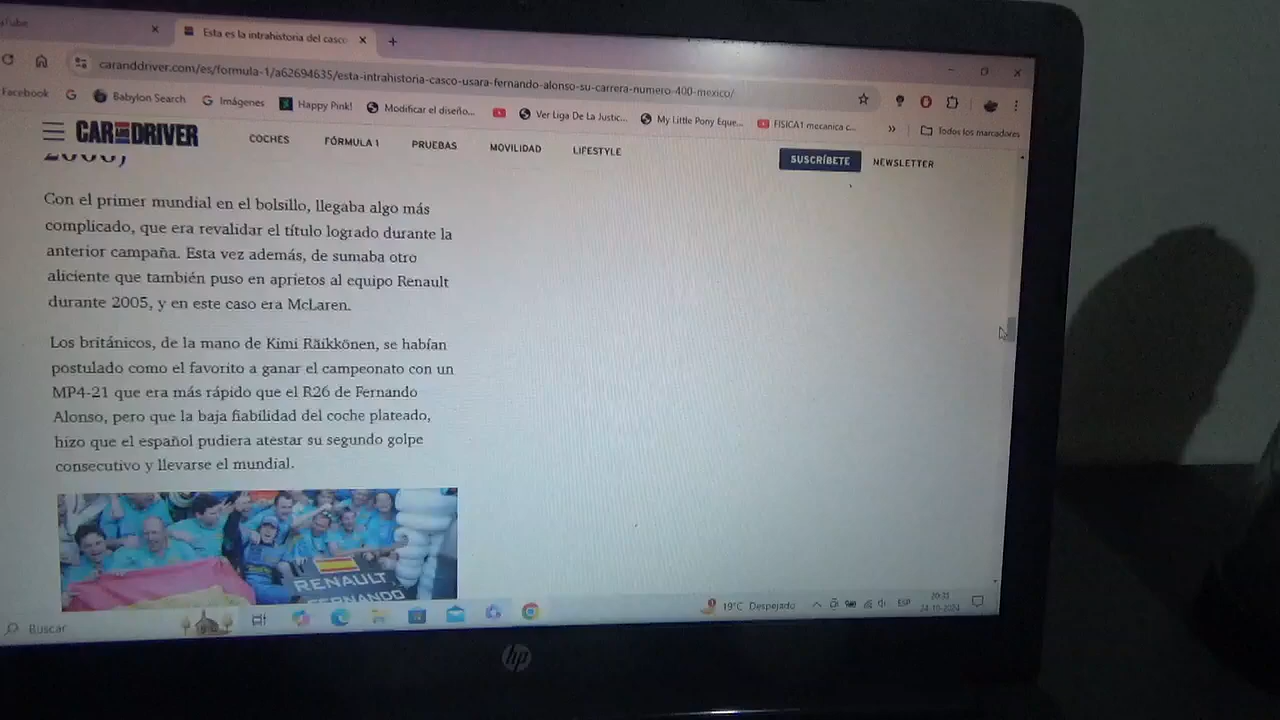 Tube
Esta es la intrahistoria del casco
caranddriver.com/es/formula-1/a62694635/esta-intrahistoria-casco-usara-fernando-alonso-su-carrera-numero-400-mexico/
Facebook Babylon Search Imágenes Happy Pink! Modificar el diseño... Ver Liga De La Justic... My Little Pony Eque... FISICA1 mecanica c... » Todos los marcadores
CAR AND DRIVER COCHES FÓRMULA 1 PRUEBAS MOVILIDAD LIFESTYLE SUSCRÍBETE NEWSLETTER
Con el primer mundial en el bolsillo, llegaba algo más
complicado, que era revalidar el título logrado durante la
anterior campaña. Esta vez además, de sumaba otro
aliciente que también puso en aprietos al equipo Renault
durante 2005, y en este caso era McLaren.
Los británicos, de la mano de Kimi Räikkönen, se habían
postulado como el favorito a ganar el campeonato con un
MP4-21 que era más rápido que el R26 de Fernando
Alonso, pero que la baja fiabilidad del coche plateado,
hizo que el español pudiera atestar su segundo golpe
consecutivo y llevarse el mundial.
RENAULT
FERNANDO
Buscar 19°C Despejado ESP 20:31
24-10-2024
hp